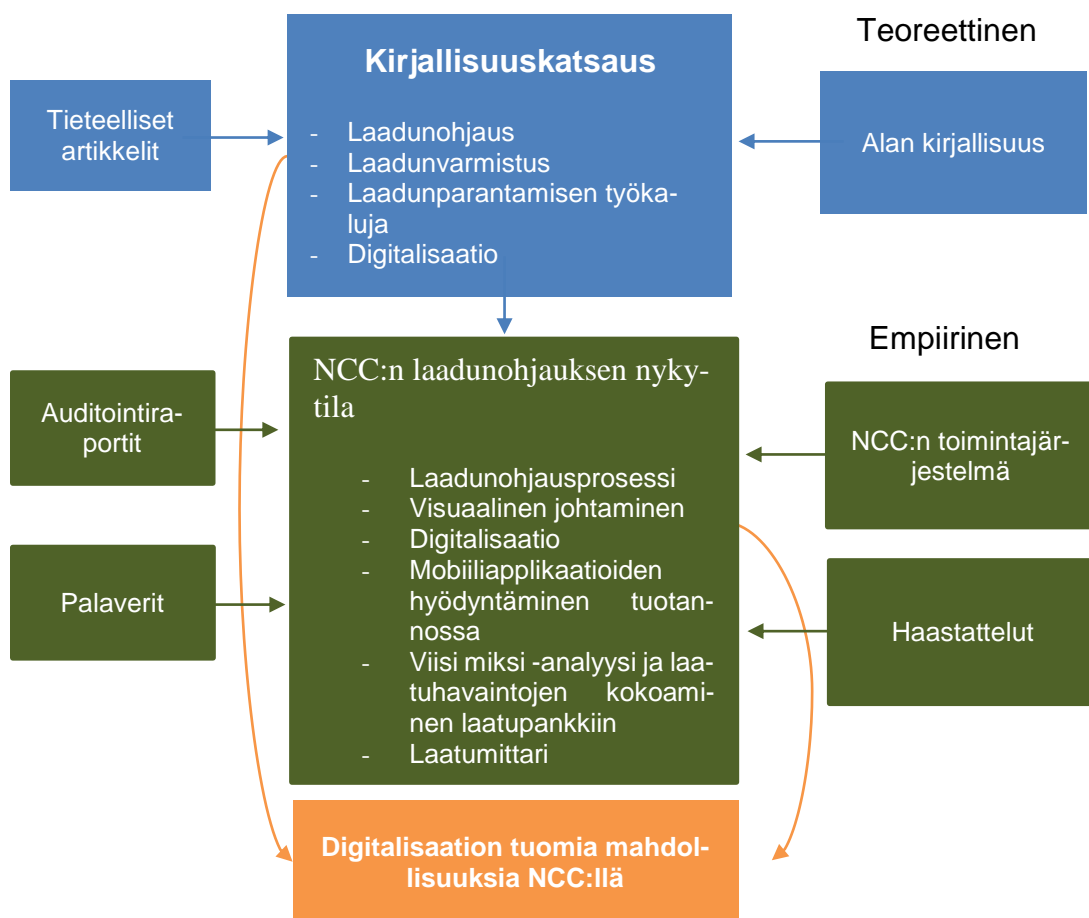 Teoreettinen
Kirjallisuuskatsaus
Tieteelliset
artikkelit
- Laadunohjaus
- Laadunvarmistus
- Laadunparantamisen työka-
luja
- Digitalisaatio
Alan kirjallisuus
Empiirinen
NCC:n laadunohjauksen nyky-
tila
Auditointira-
portit
NCC:n toimintajär-
jestelmä
- Laadunohjausprosessi
- Visuaalinen johtaminen
- Digitalisaatio
- Mobiiliapplikaatioiden
hyödyntäminen tuotan-
nossa
- Viisi miksi -analyysi ja laa-
tuhavaintojen kokoami-
nen laatupankkiin
- Laatumittari
Palaverit
Haastattelut
Digitalisaation tuomia mahdol-
lisuuksia NCC:llä